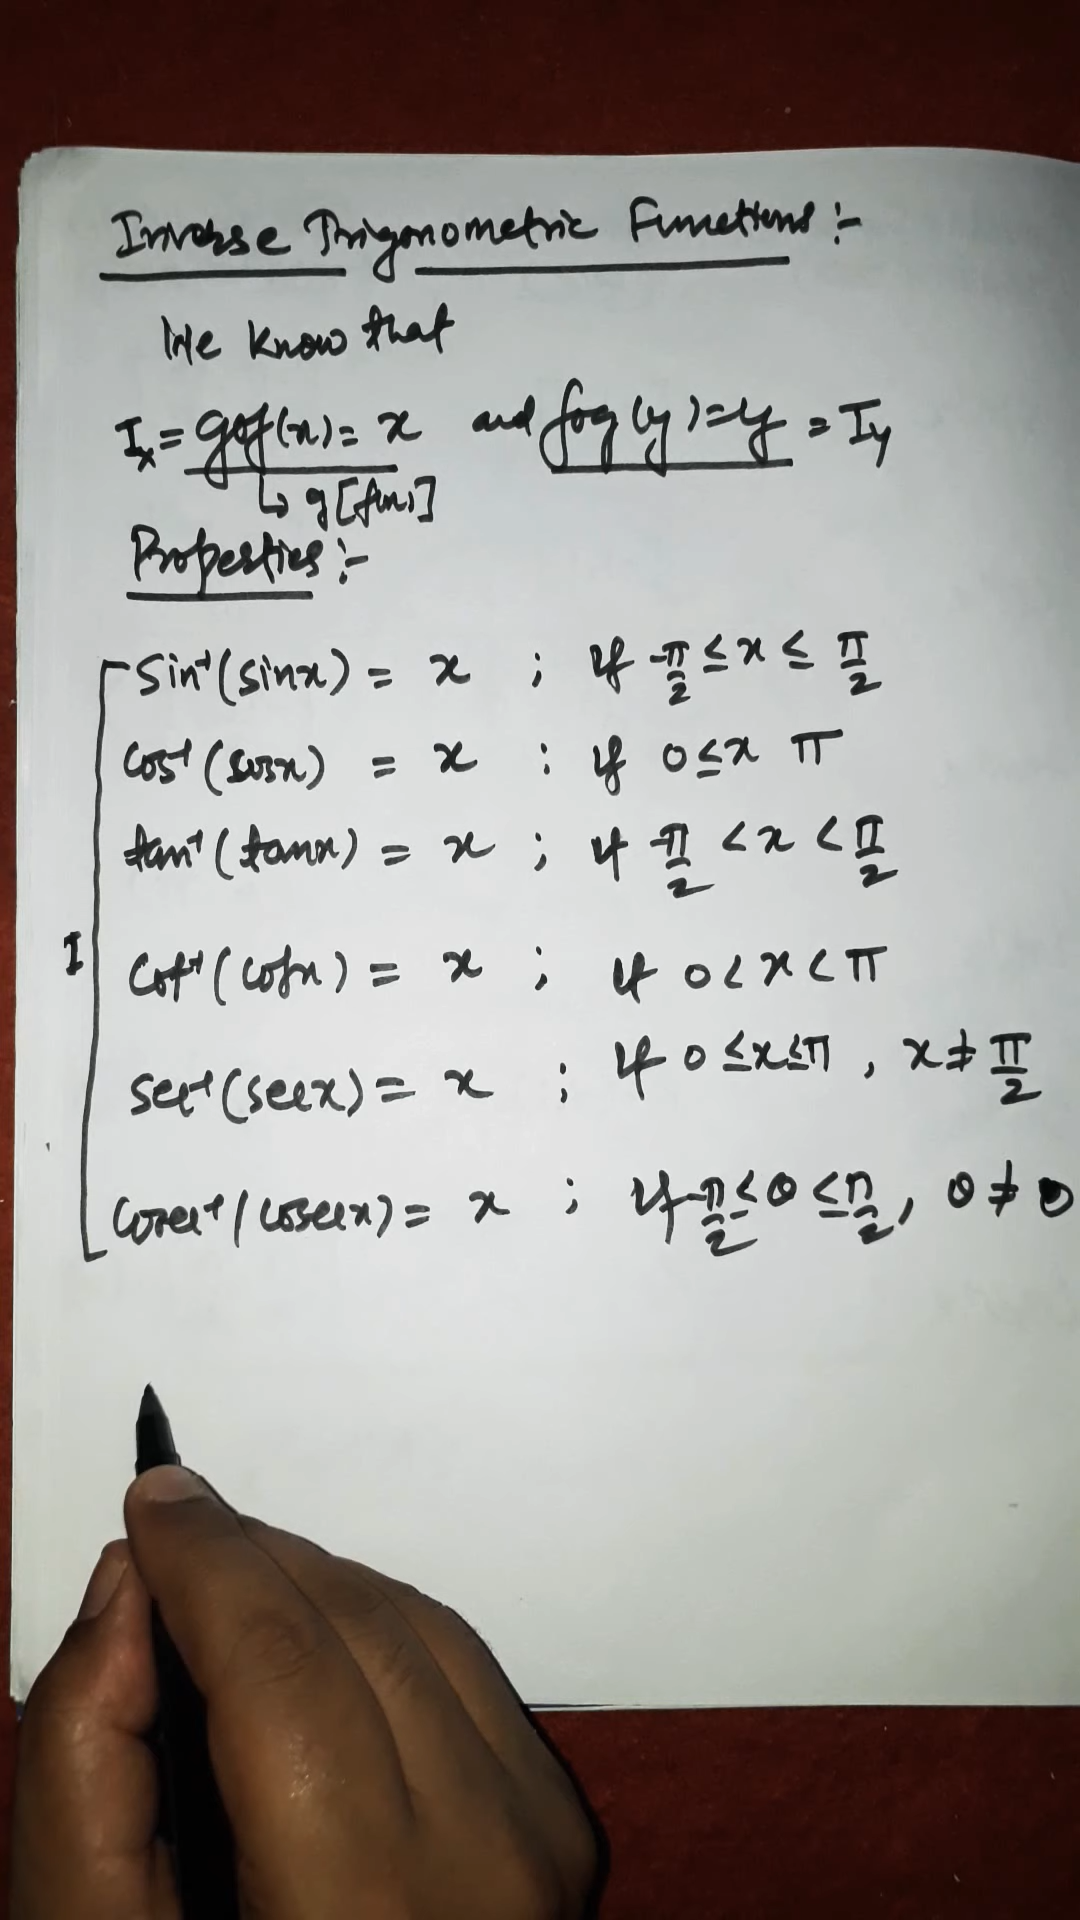 Inverse Trigonometric Functions :-
We know that
Iₓ = gof(x) = x and fog(y) = y = Iᵧ
↳ g[f(x)]
Properties :-
Sin⁻¹(sinx) = x ; if -π/2 ≤ x ≤ π/2
Cos⁻¹(cosx) = x ; if 0 ≤ x π
tan⁻¹(tanx) = x ; if -π/2 < x < π/2
I
Cot⁻¹(cotx) = x ; if 0 < x < π
Sec⁻¹(secx) = x ; if 0 ≤ x ≤ π , x ≠ π/2
Cosec⁻¹(cosecx) = x ; if -π/2 ≤ θ ≤ π/2, θ ≠ 0